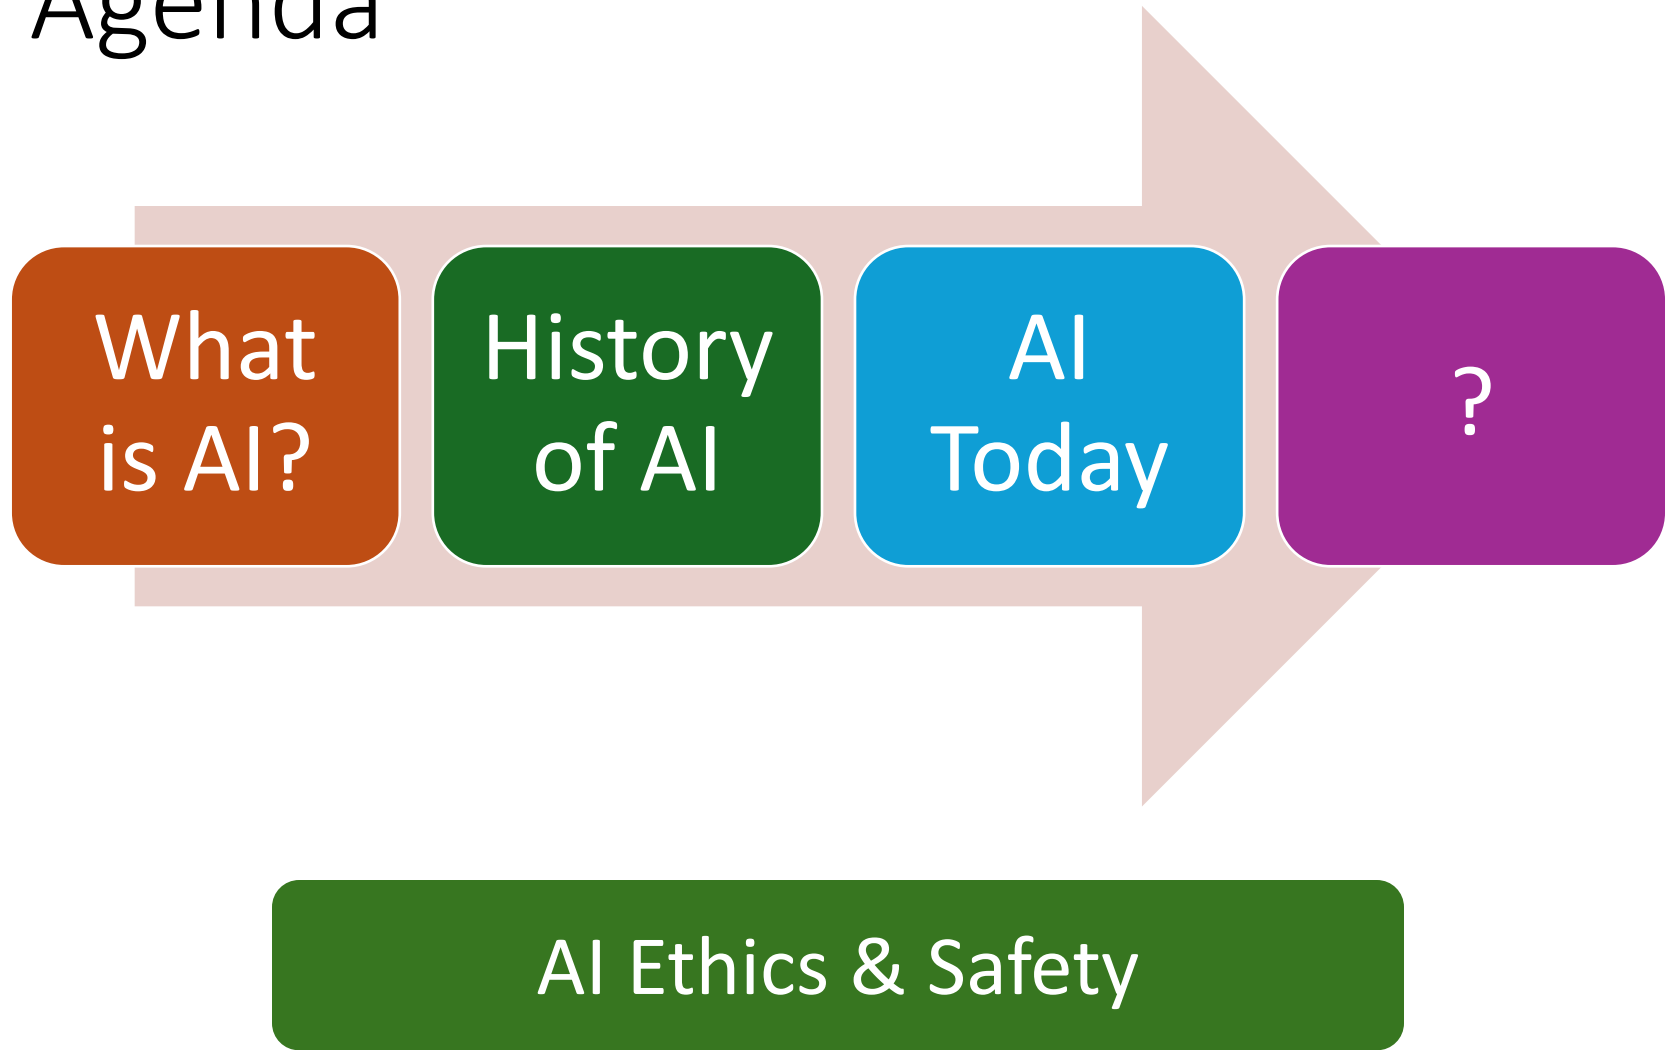 Agenda
What
is AI?
History
of AI
AI
Today
?
AI Ethics & Safety